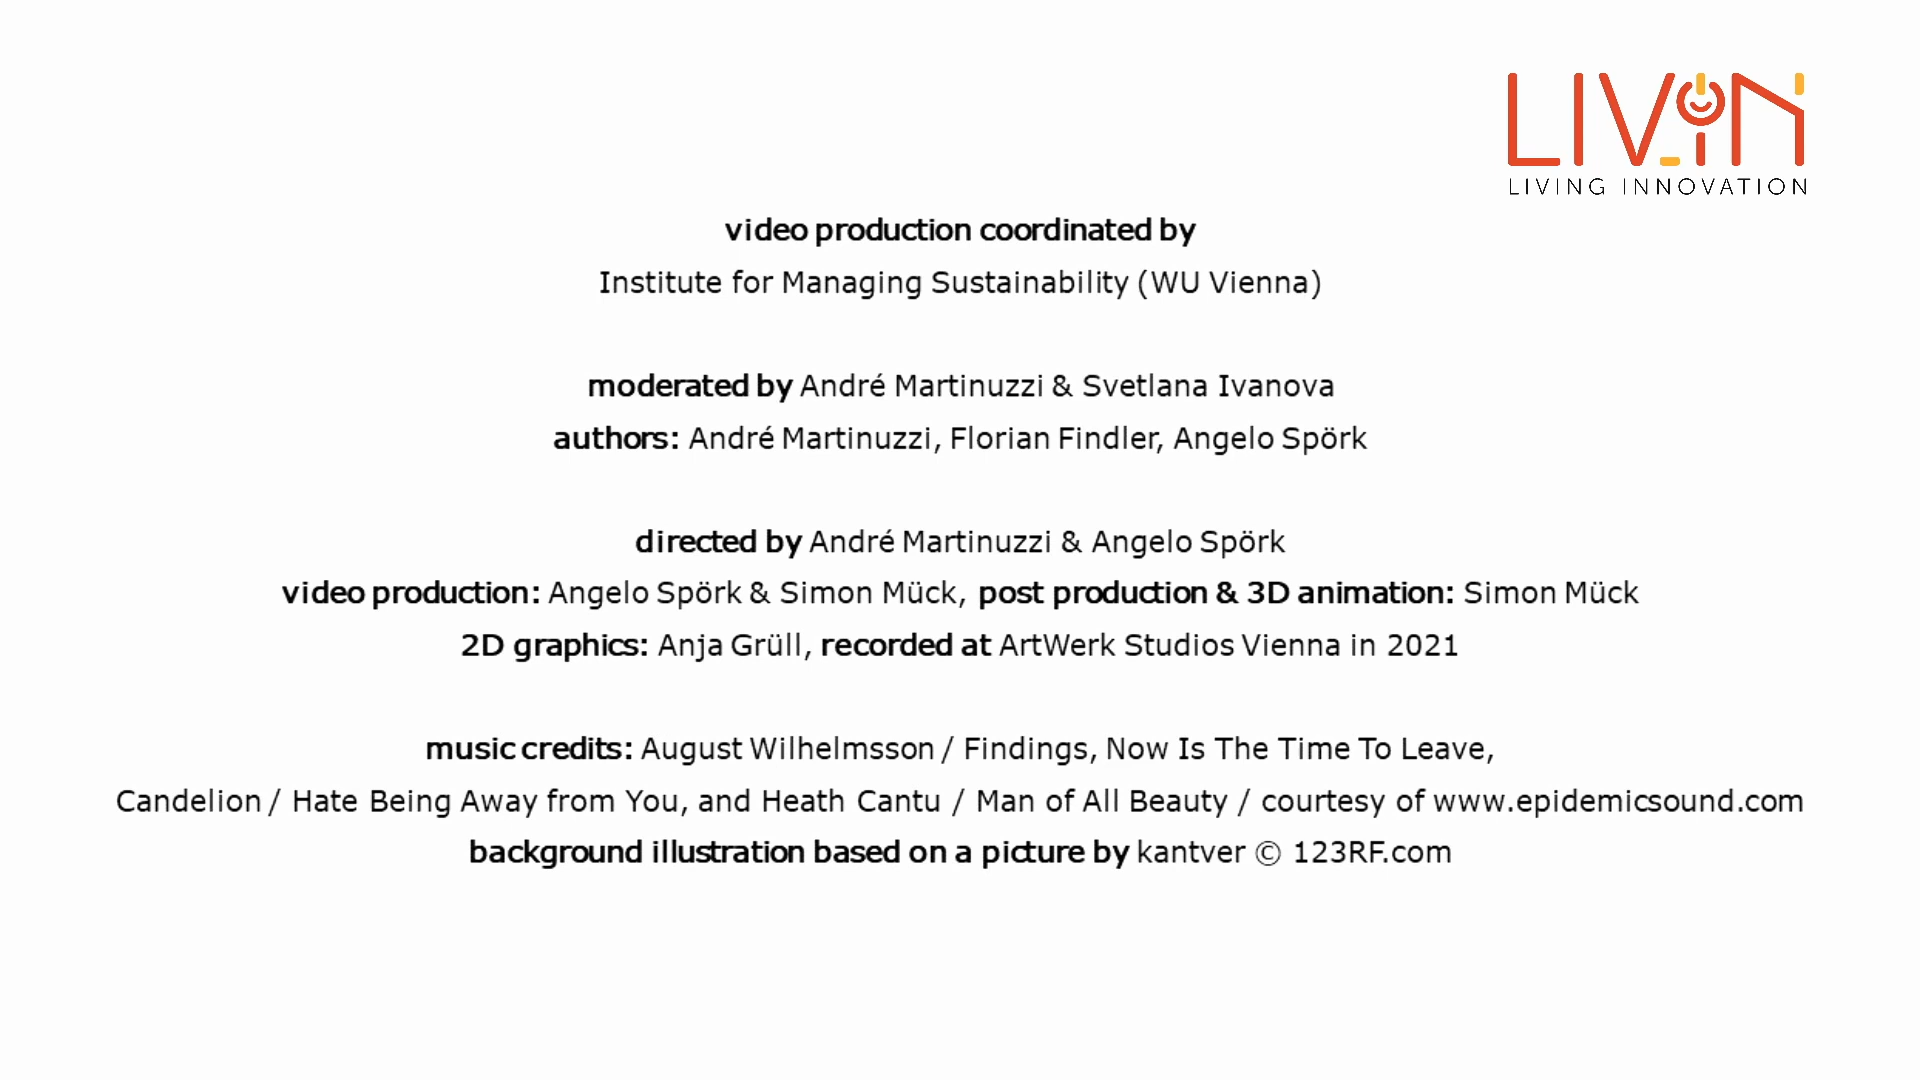 LIV_iN
LIVING INNOVATION
video production coordinated by
Institute for Managing Sustainability (WU Vienna)
moderated by André Martinuzzi & Svetlana Ivanova
authors: André Martinuzzi, Florian Findler, Angelo Spörk
directed by André Martinuzzi & Angelo Spörk
video production: Angelo Spörk & Simon Mück, post production & 3D animation: Simon Mück
2D graphics: Anja Grüll, recorded at ArtWerk Studios Vienna in 2021
music credits: August Wilhelmsson / Findings, Now Is The Time To Leave,
Candelion / Hate Being Away from You, and Heath Cantu / Man of All Beauty / courtesy of www.epidemicsound.com
background illustration based on a picture by kantver © 123RF.com